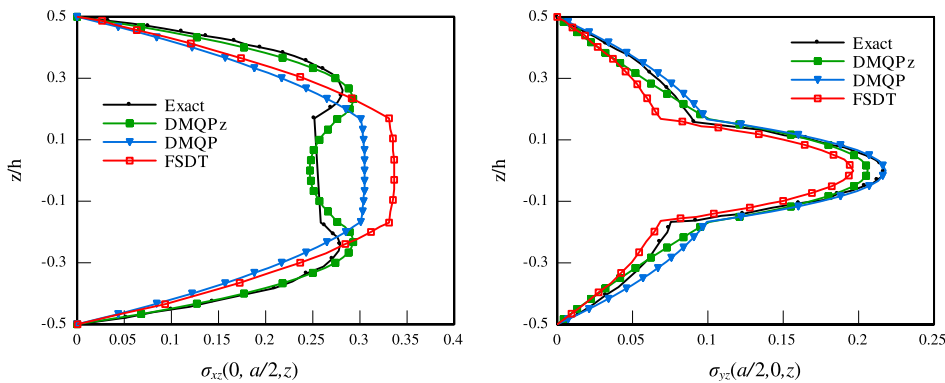 0.5
0.3
0.1
-0.1
-0.3
-0.5
z/h
Exact
DMQPz
DMQP
FSDT
0 0.05 0.1 0.15 0.2 0.25 0.3 0.35 0.4
σxz(0, a/2,z)
0.5
0.3
0.1
-0.1
-0.3
-0.5
z/h
Exact
DMQPz
DMQP
FSDT
0 0.05 0.1 0.15 0.2 0.25
σyz(a/2,0,z)